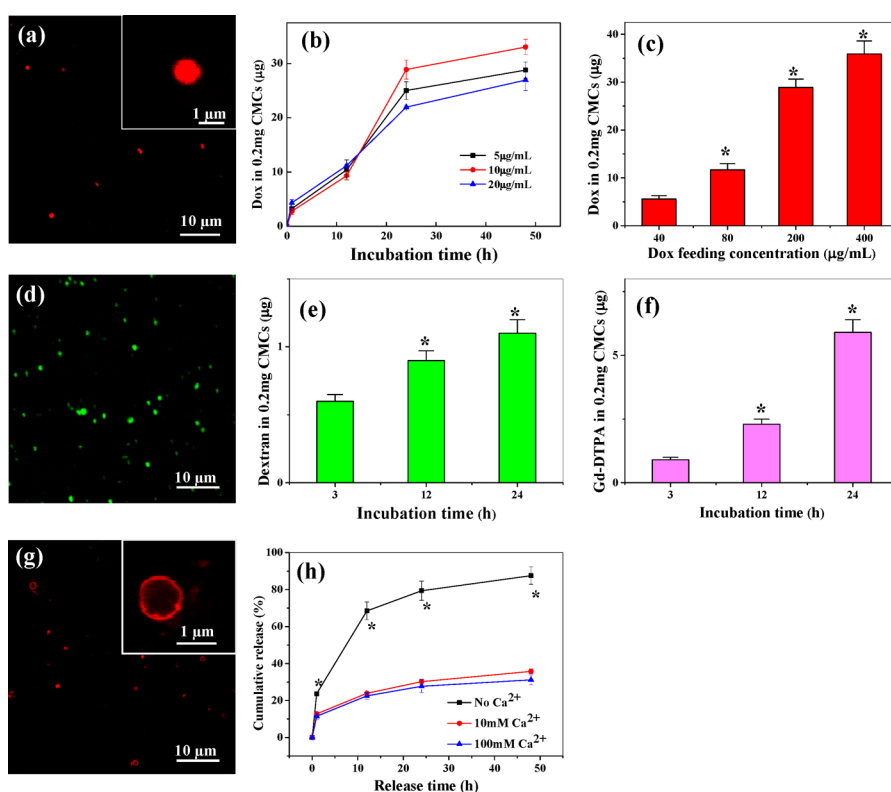 (a)
1 µm
10 µm
(b)
Dox in 0.2mg CMCs (µg)
30
20
10
0
5µg/mL
10µg/mL
20µg/mL
0 10 20 30 40 50 60
Incubation time (h)
(c)
Dox in 0.2mg CMCs (µg)
40
30
20
10
0
* * *
40 80 200 400
Dox feeding concentration (µg/mL)
(d)
10 µm
(e)
Dextran in 0.2mg CMCs (µg)
1
0
* *
3 12 24
Incubation time (h)
(f)
Gd-DTPA in 0.2mg CMCs (µg)
5
0
* *
3 12 24
Incubation time (h)
(g)
1 µm
10 µm
(h)
Cumulative release (%)
100
80
60
40
20
0
* * * *
No Ca2+
10mM Ca2+
100mM Ca2+
0 10 20 30 40 50 60
Release time (h)